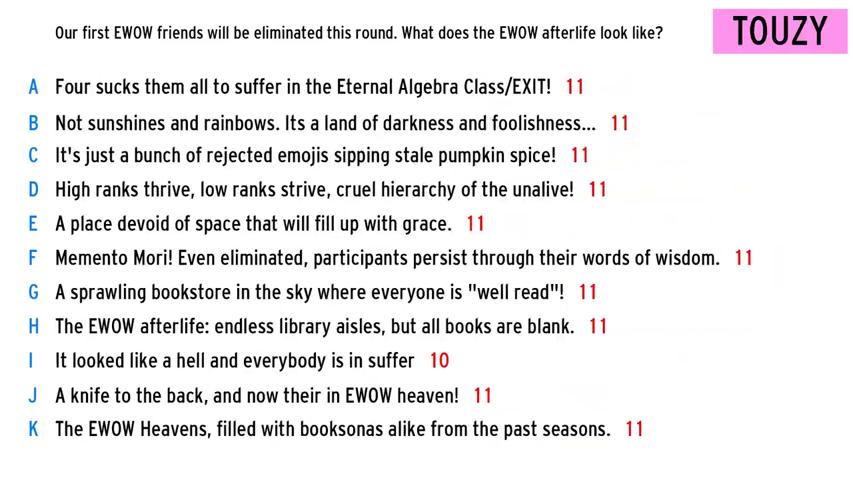 Our first EWOW friends will be eliminated this round. What does the EWOW afterlife look like?
TOUZY
A Four sucks them all to suffer in the Eternal Algebra Class/EXIT! 11
B Not sunshines and rainbows. Its a land of darkness and foolishness... 11
C It's just a bunch of rejected emojis sipping stale pumpkin spice! 11
D High ranks thrive, low ranks strive, cruel hierarchy of the unalive! 11
E A place devoid of space that will fill up with grace. 11
F Memento Mori! Even eliminated, participants persist through their words of wisdom. 11
G A sprawling bookstore in the sky where everyone is "well read"! 11
H The EWOW afterlife: endless library aisles, but all books are blank. 11
I It looked like a hell and everybody is in suffer 10
J A knife to the back, and now their in EWOW heaven! 11
K The EWOW Heavens, filled with booksonas alike from the past seasons. 11